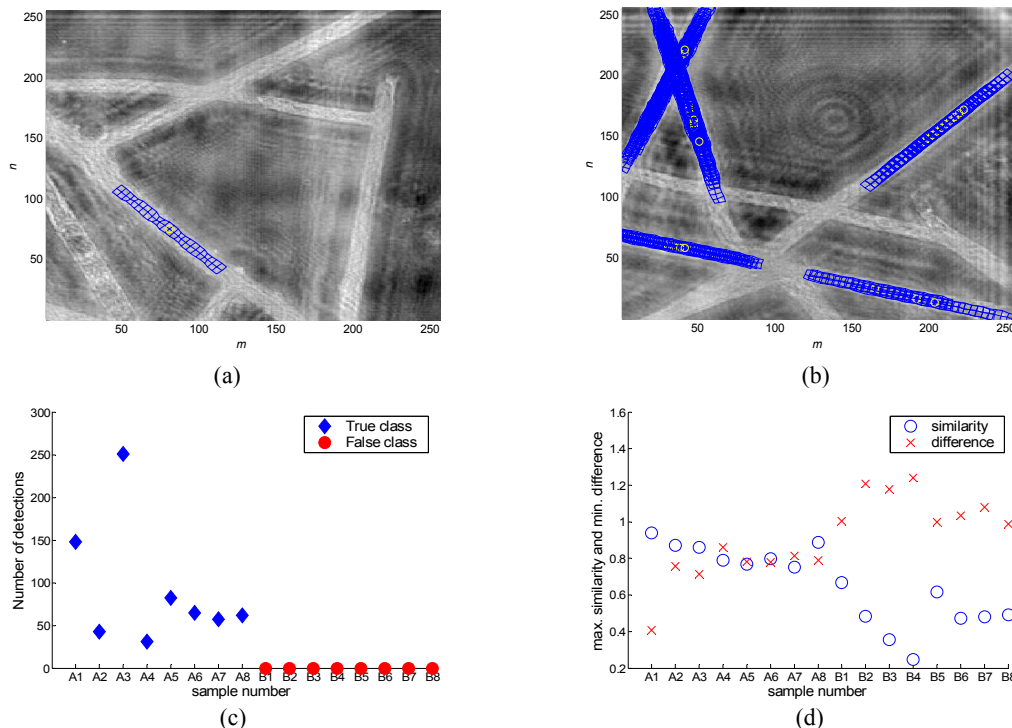 250
200
150
100
50
n
50 100 150 200 250
m
(a)
250
200
150
100
50
n
50 100 150 200 250
m
(b)
300
250
200
150
100
50
0
Number of detections
True class
False class
A1 A2 A3 A4 A5 A6 A7 A8 B1 B2 B3 B4 B5 B6 B7 B8
sample number
(c)
1.6
1.4
1.2
1
0.8
0.6
0.4
0.2
max. similarity and min. difference
similarity
difference
A1 A2 A3 A4 A5 A6 A7 A8 B1 B2 B3 B4 B5 B6 B7 B8
sample number
(d)